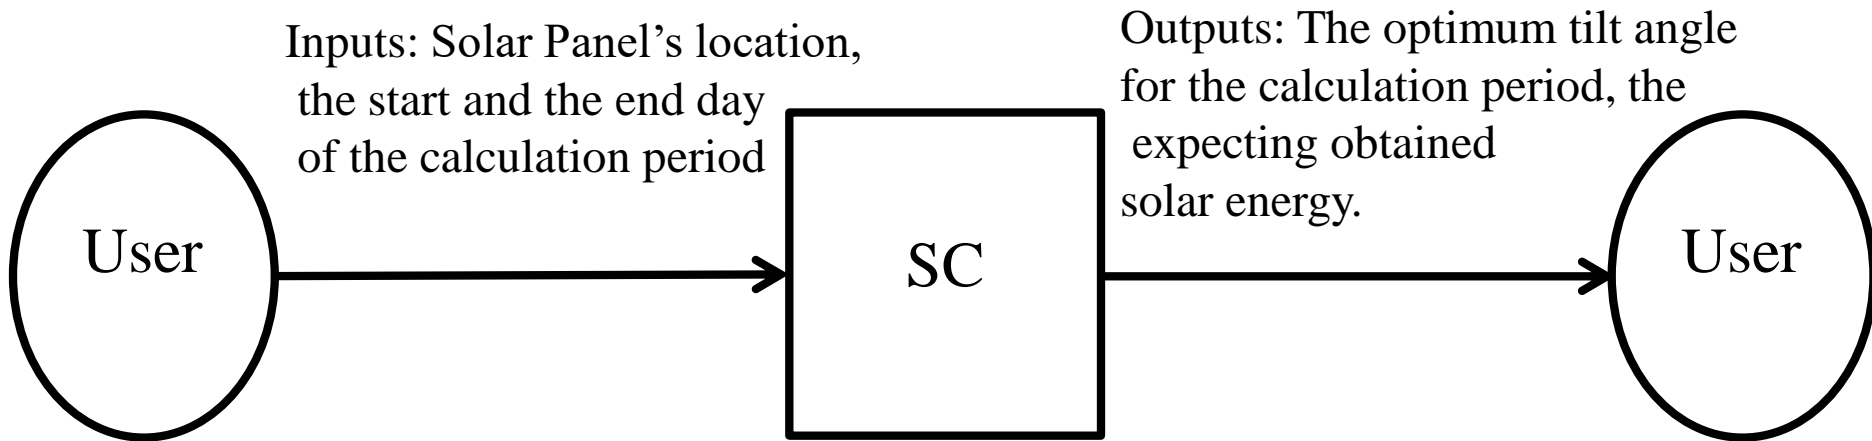 Inputs: Solar Panel’s location,
the start and the end day
of the calculation period
Outputs: The optimum tilt angle
for the calculation period, the
expecting obtained
solar energy.
User
SC
User